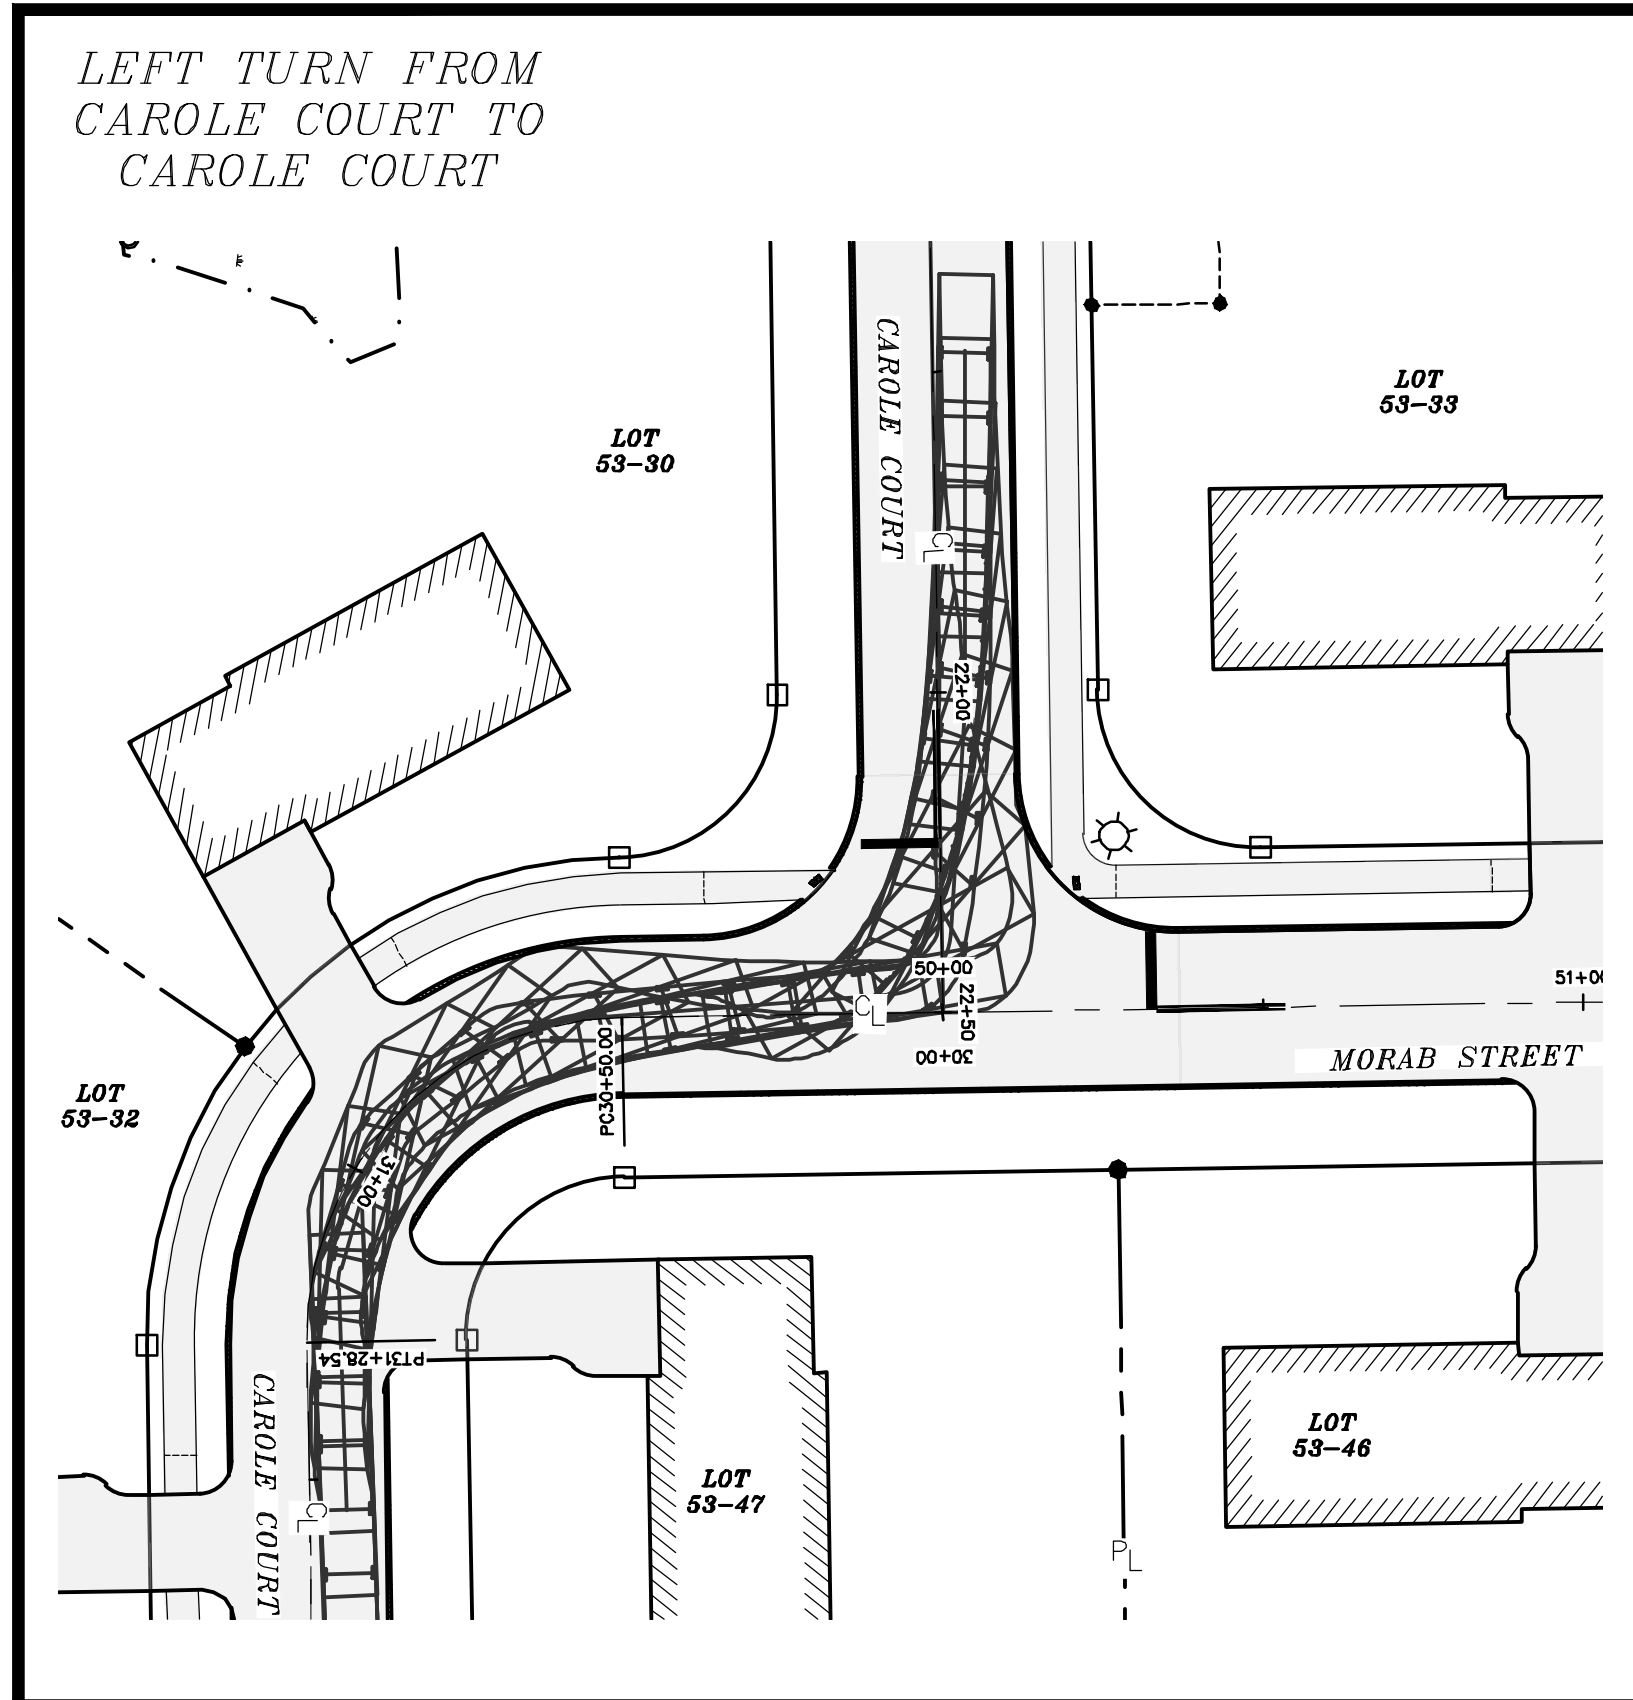 LEFT TURN FROM
CAROLE COURT TO
CAROLE COURT
CAROLE COURT
LOT
53-33
LOT
53-30
CL
22+00
50+00
CL
22+50
30+00
51+00
MORAB STREET
PC30+50.00
LOT
53-32
31+00
PT31+28.54
CAROLE COURT
CL
LOT
53-47
LOT
53-46
PL